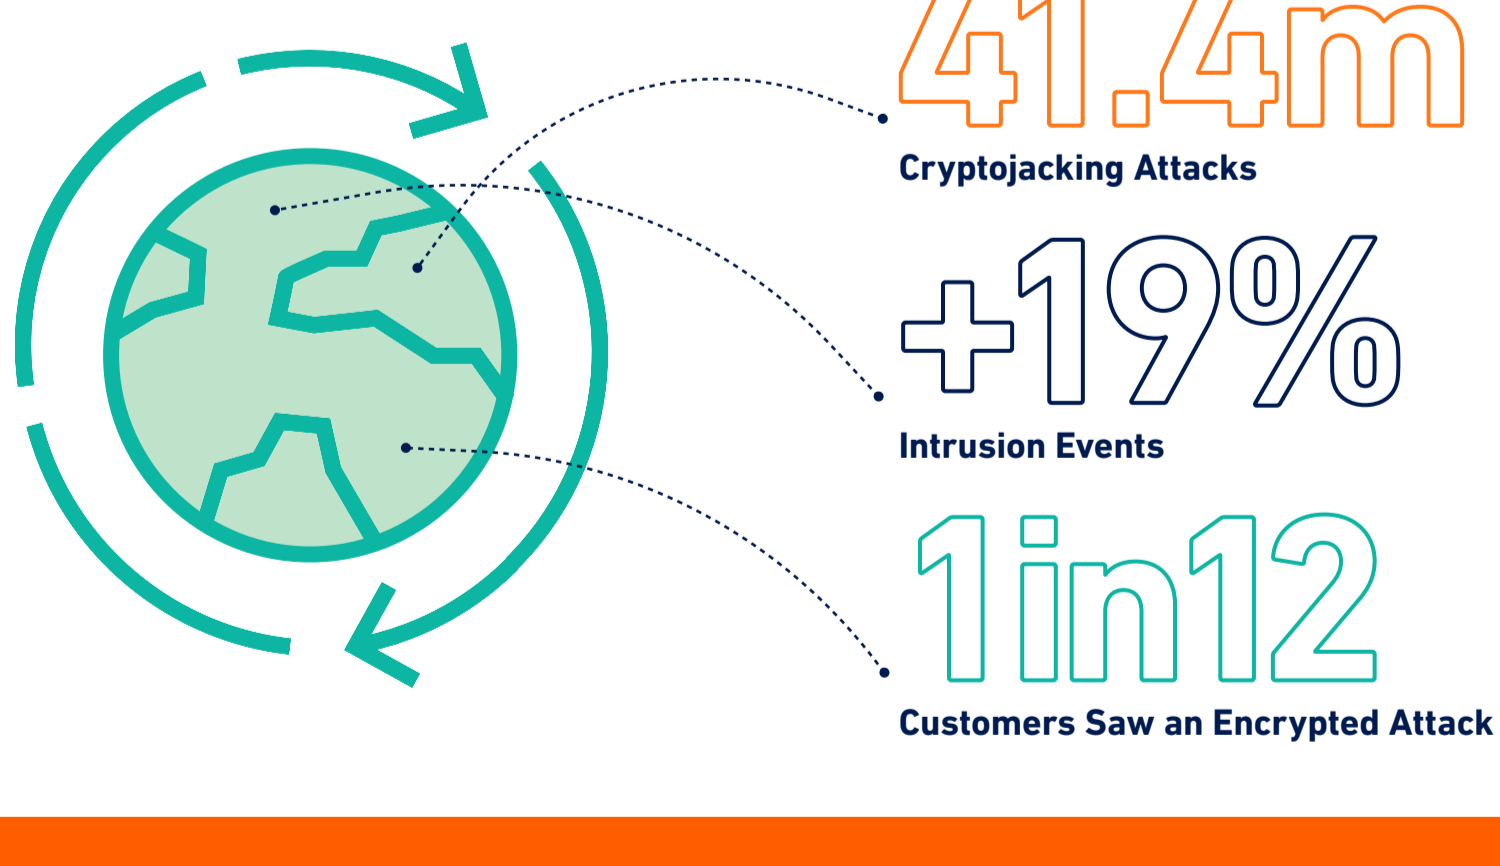 41.4m
Cryptojacking Attacks
+19%
Intrusion Events
1in12
Customers Saw an Encrypted Attack